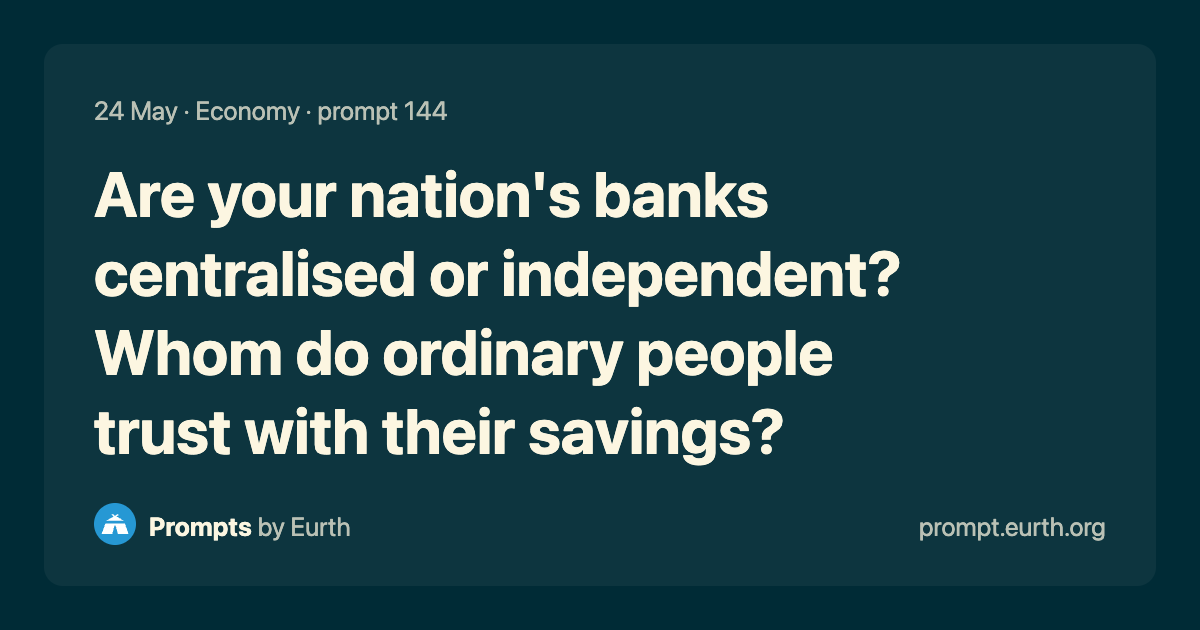 24 May · Economy · prompt 144
Are your nation's banks
centralised or independent?
Whom do ordinary people
trust with their savings?
Prompts by Eurth
prompt.eurth.org